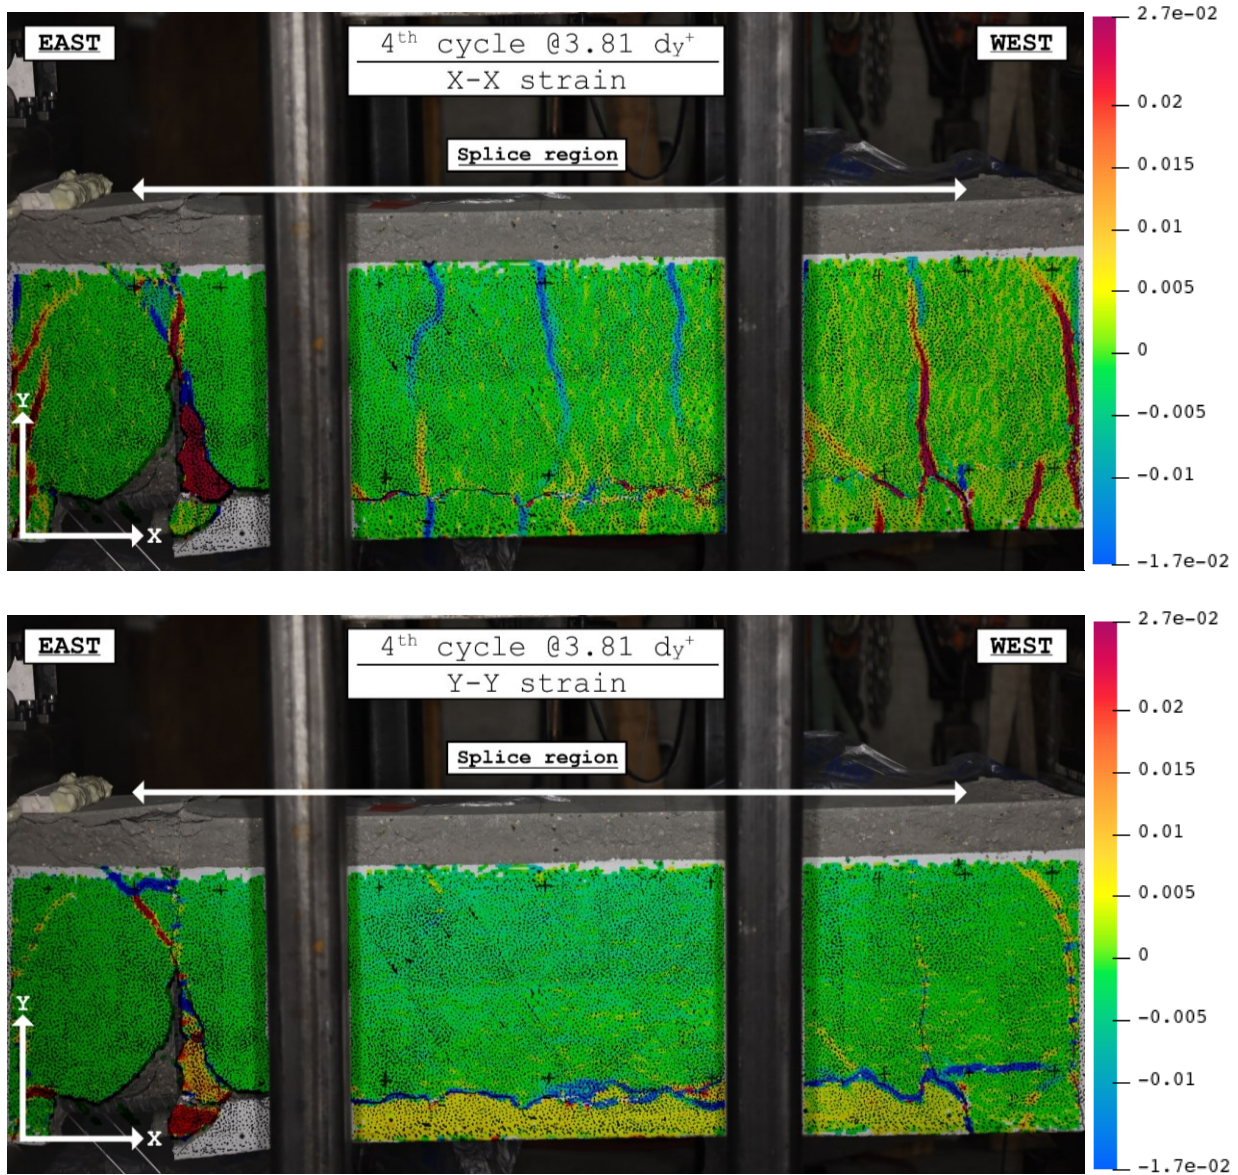 EAST
4th cycle @3.81 dy+
X-X strain
WEST
Splice region
Y
X
2.7e-02
0.02
0.015
0.01
0.005
0
-0.005
-0.01
-1.7e-02
EAST
4th cycle @3.81 dy+
Y-Y strain
WEST
Splice region
Y
X
2.7e-02
0.02
0.015
0.01
0.005
0
-0.005
-0.01
-1.7e-02